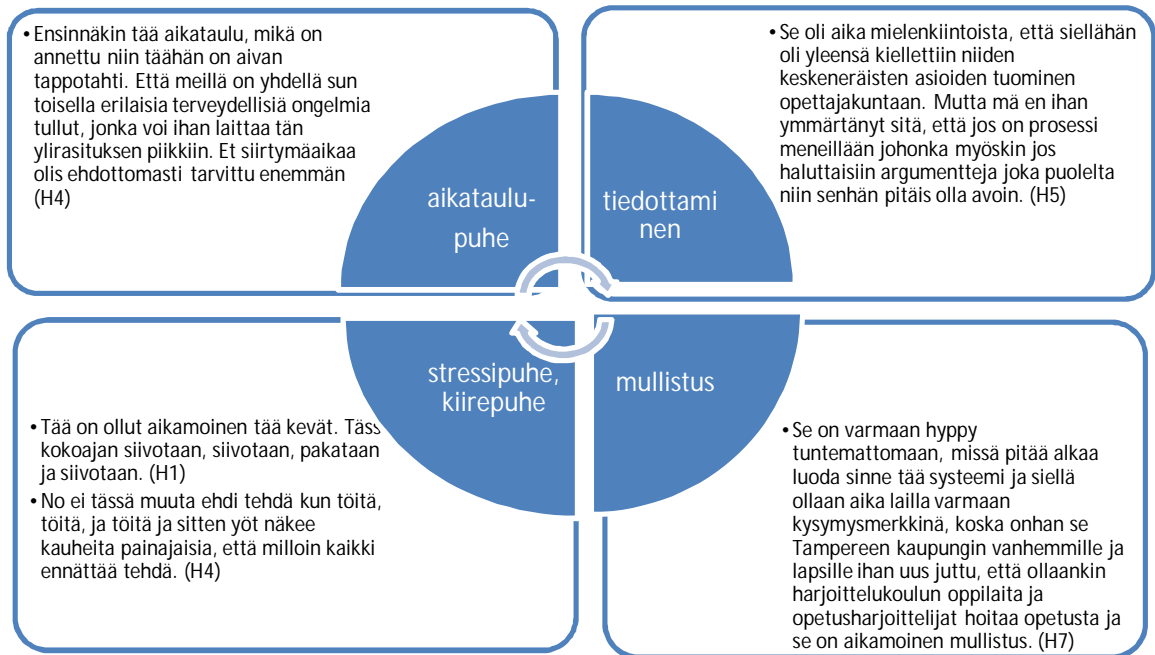 • Ensinnäkin tää aikataulu, mikä on
annettu niin täähän on aivan
tappotahti. Että meillä on yhdellä sun
toisella erilaisia terveydellisiä ongelmia
tullut, jonka voi ihan laittaa tän
ylirasituksen piikkiin. Et siirtymäaikaa
olis ehdottomasti tarvittu enemmän
(H4)
• Se oli aika mielenkiintoista, että siellähän
oli yleensä kiellettiin niiden
keskeneräisten asioiden tuominen
opettajakuntaan. Mutta mä en ihan
ymmärtänyt sitä, että jos on prosessi
meneillään johonka myöskin jos
haluttaisiin argumentteja joka puolelta
niin senhän pitäis olla avoin. (H5)
aikataulu-
puhe
tiedottami
nen
stressipuhe,
kiirepuhe
mullistus
• Tää on ollut aikamoinen tää kevät. Täss
kokoajan siivotaan, siivotaan, pakataan
ja siivotaan. (H1)
• No ei tässä muuta ehdi tehdä kun töitä,
töitä, ja töitä ja sitten yöt näkee
kauheita painajaisia, että milloin kaikki
ennättää tehdä. (H4)
• Se on varmaan hyppy
tuntemattomaan, missä pitää alkaa
luoda sinne tää systeemi ja siellä
ollaan aika lailla varmaan
kysymysmerkkinä, koska onhan se
Tampereen kaupungin vanhemmille ja
lapsille ihan uus juttu, että ollaankin
harjoittelukoulun oppilaita ja
opetusharjoittelijat hoitaa opetusta ja
se on aikamoinen mullistus. (H7)